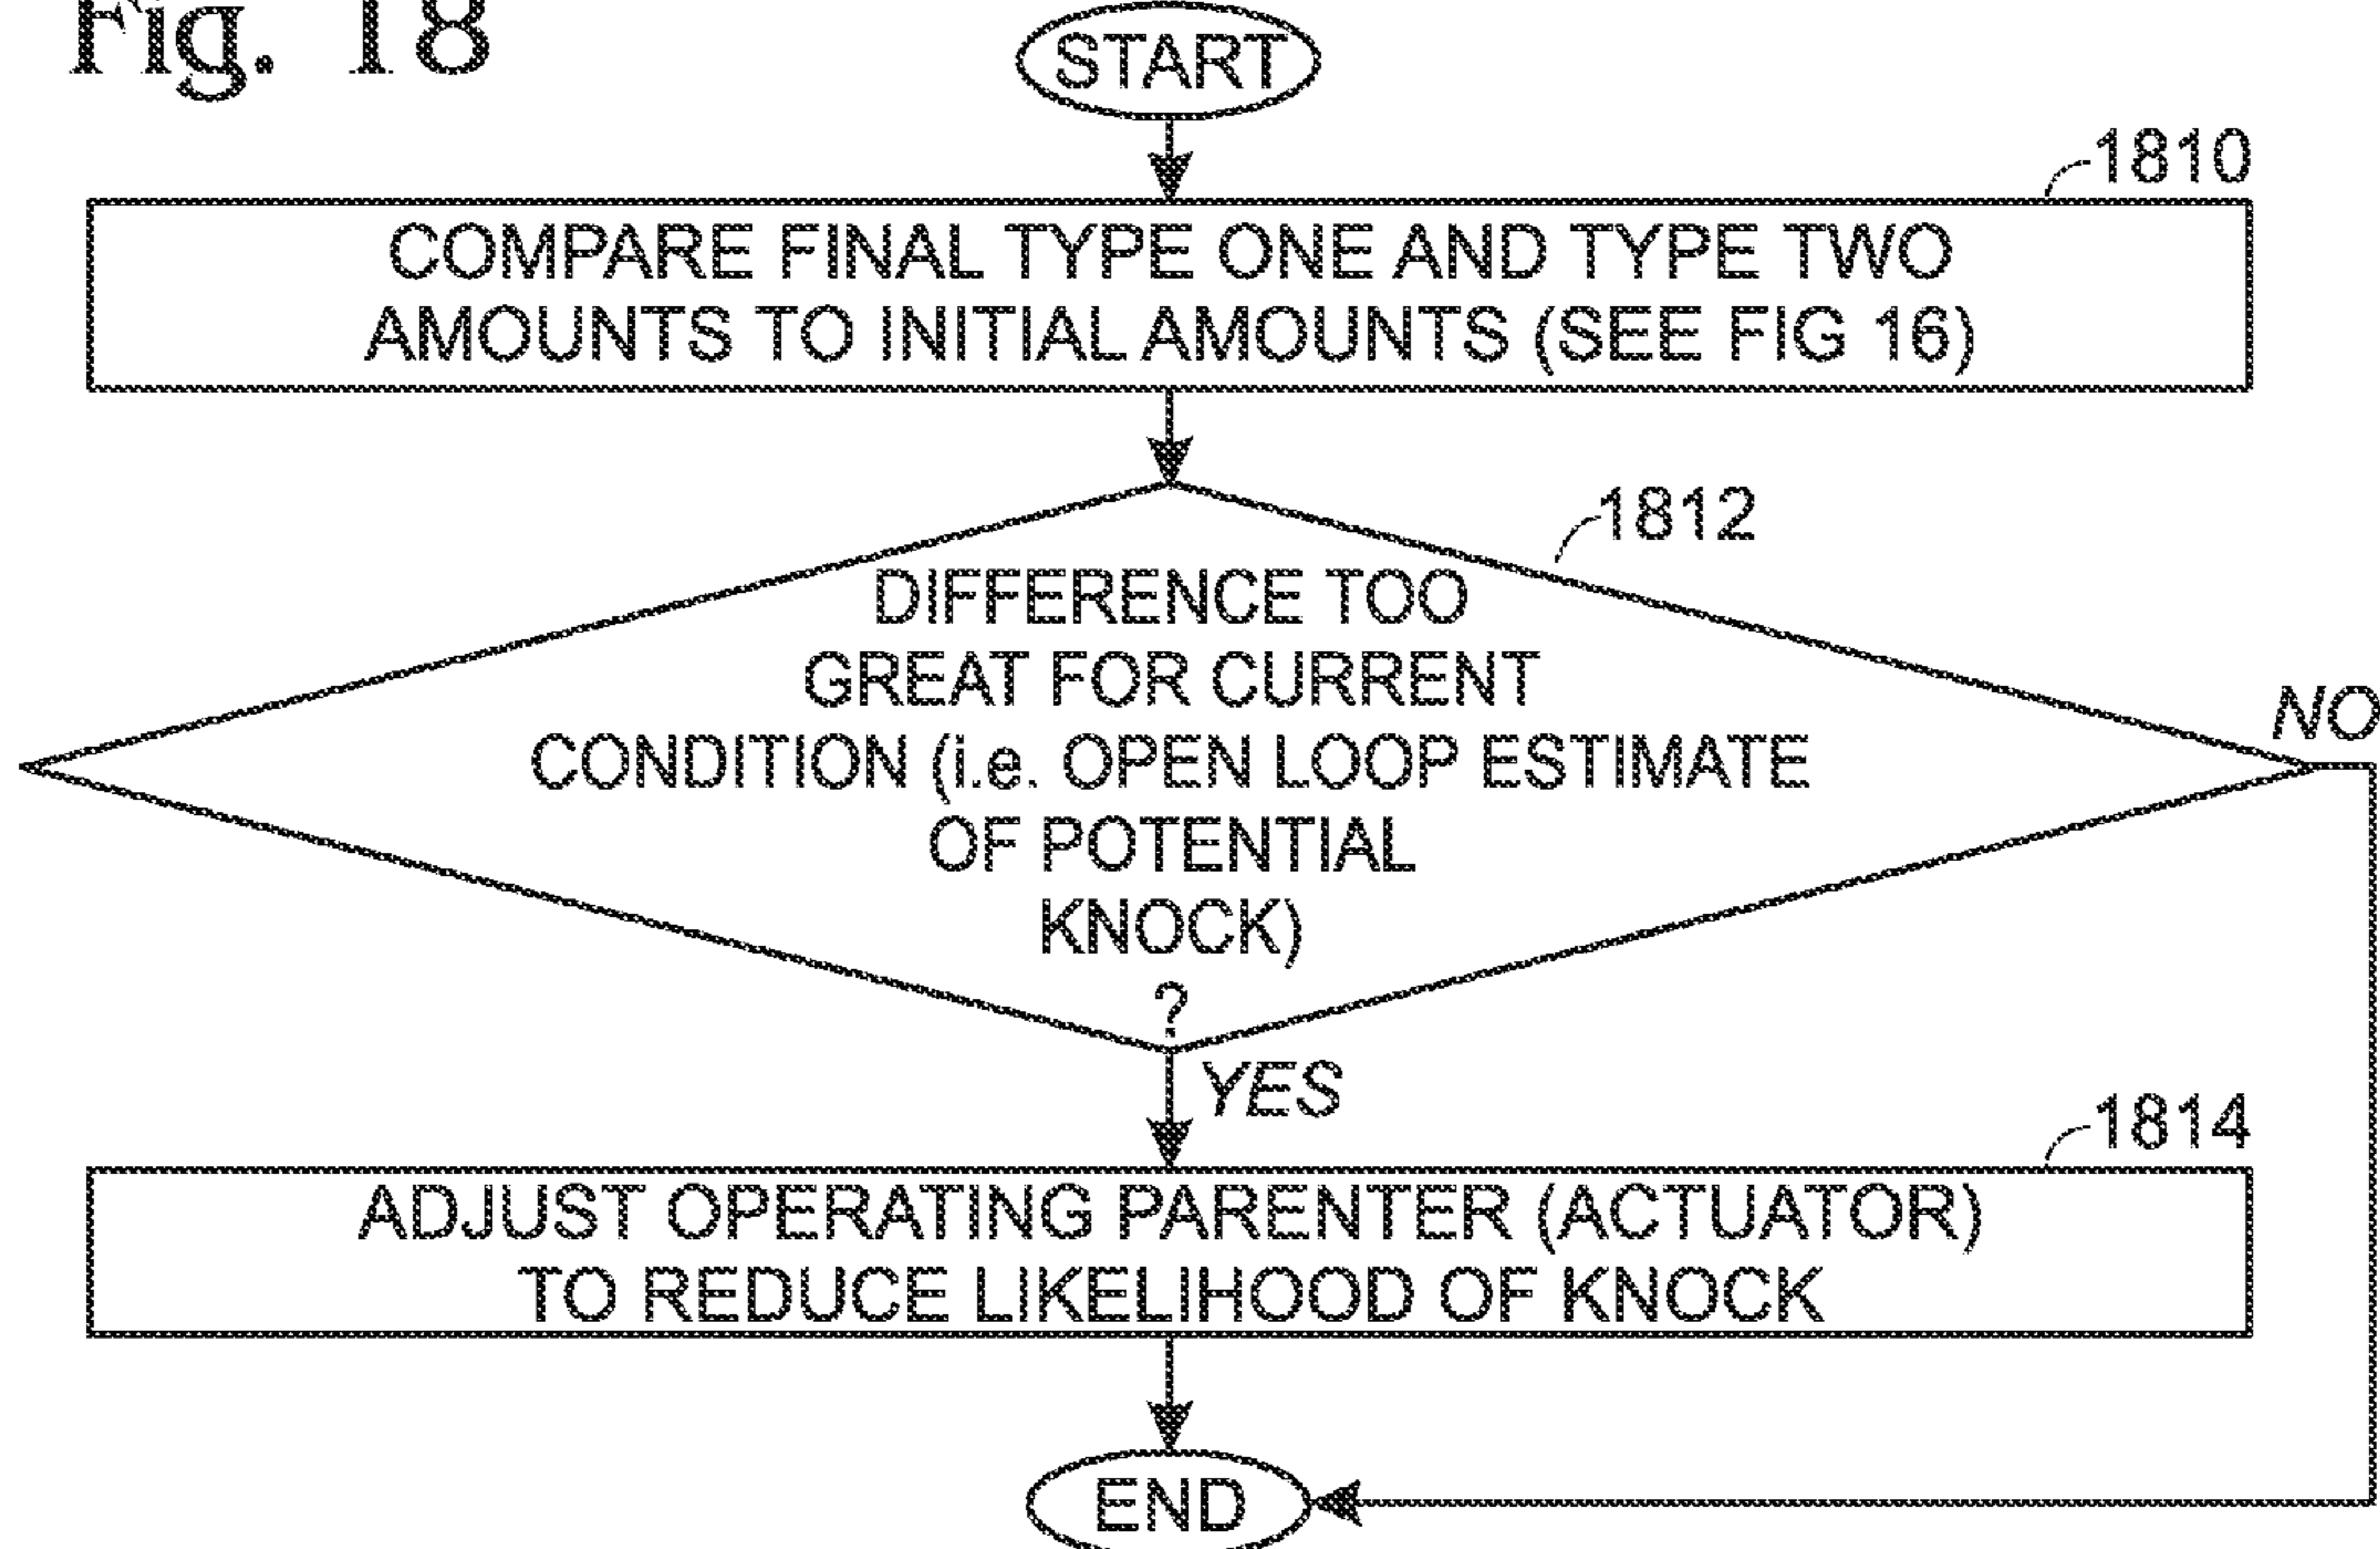 Fig. 18
START
1810
COMPARE FINAL TYPE ONE AND TYPE TWO
AMOUNTS TO INITIAL AMOUNTS (SEE FIG 16)
1812
DIFFERENCE TOO
GREAT FOR CURRENT
CONDITION (i.e. OPEN LOOP ESTIMATE
OF POTENTIAL
KNOCK)
?
NO
YES
1814
ADJUST OPERATING PARENTER (ACTUATOR)
TO REDUCE LIKELIHOOD OF KNOCK
END